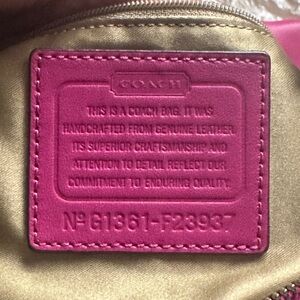 COACH
THIS IS A COACH BAG. IT WAS
HANDCRAFTED FROM GENUINE LEATHER.
ITS SUPERIOR CRAFTSMANSHIP AND
ATTENTION TO DETAIL REFLECT OUR
COMMITMENT TO ENDURING QUALITY.
Nº G1361-F23937